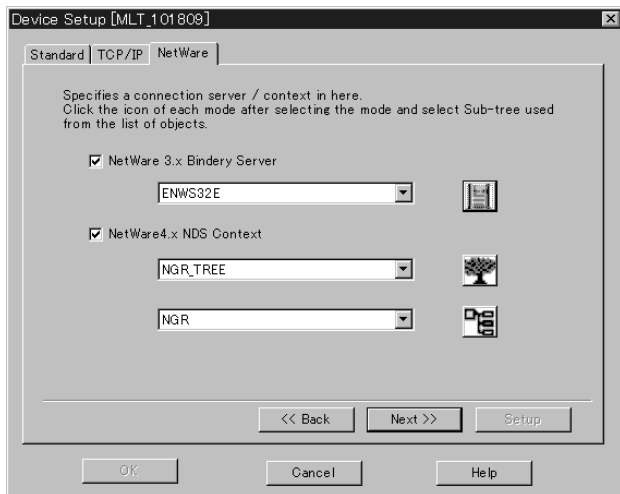 Device Setup [MLT_101809]
Standard TCP/IP NetWare
Specifies a connection server / context in here.
Click the icon of each mode after selecting the mode and select Sub-tree used
from the list of objects.
NetWare 3.x Bindery Server
ENWS32E
NetWare4.x NDS Context
NGR_TREE
NGR
<< Back Next >> Setup
OK Cancel Help